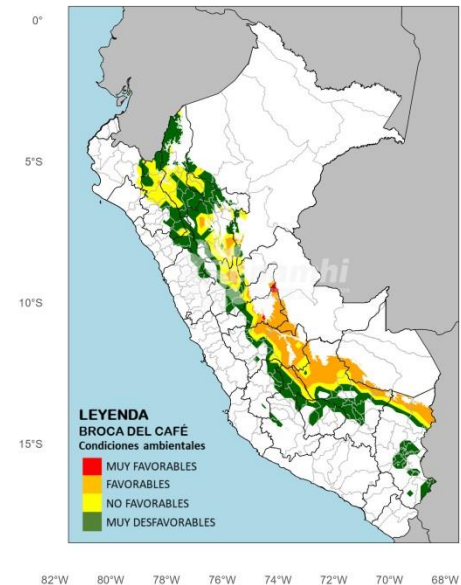 0°
5°S
10°S
15°S
LEYENDA
BROCA DEL CAFÉ
Condiciones ambientales
MUY FAVORABLES
FAVORABLES
NO FAVORABLES
MUY DESFAVORABLES
82°W 80°W 78°W 76°W 74°W 72°W 70°W 68°W